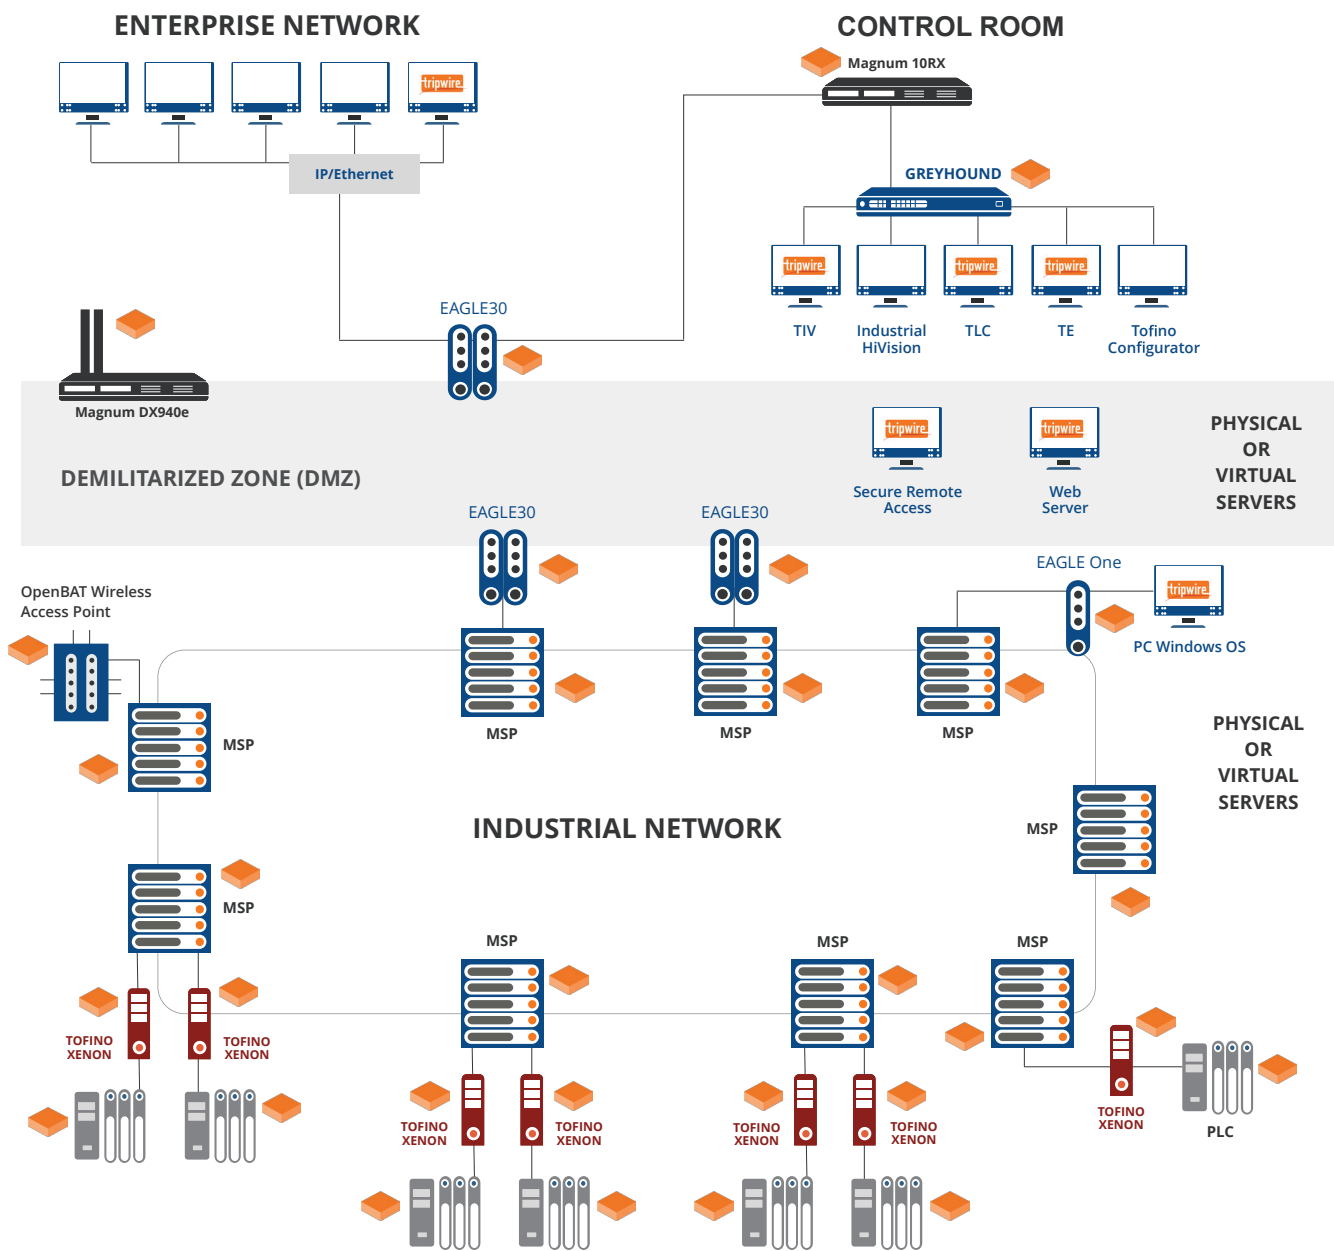 ENTERPRISE NETWORK
CONTROL ROOM
Magnum 10RX
tripwire
IP/Ethernet
GREYHOUND
tripwire
tripwire
tripwire
TIV
Industrial
HiVision
TLC
TE
Tofino
Configurator
EAGLE30
Magnum DX940e
DEMILITARIZED ZONE (DMZ)
tripwire
Secure Remote
Access
tripwire
Web
Server
PHYSICAL
OR
VIRTUAL
SERVERS
EAGLE30
EAGLE30
EAGLE One
tripwire
PC Windows OS
OpenBAT Wireless
Access Point
MSP
MSP
MSP
MSP
PHYSICAL
OR
VIRTUAL
SERVERS
INDUSTRIAL NETWORK
MSP
MSP
MSP
MSP
MSP
TOFINO
XENON
TOFINO
XENON
TOFINO
XENON
TOFINO
XENON
TOFINO
XENON
TOFINO
XENON
TOFINO
XENON
PLC